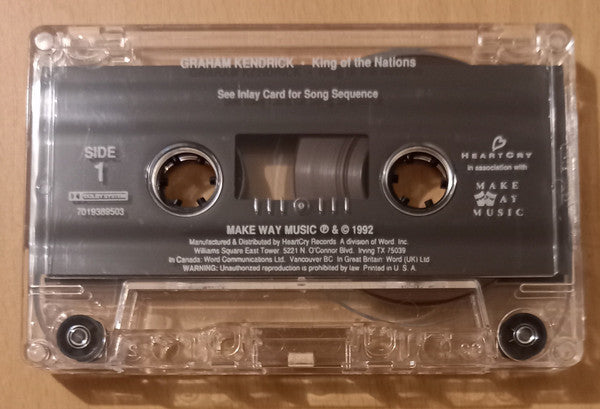 GRAHAM KENDRICK • King of the Nations
See Inlay Card for Song Sequence
SIDE
1
DOLBY SYSTEM
7019389503
HEARTCRY
in association with
MAKE
WAY
MUSIC
MAKE WAY MUSIC ℗ & © 1992
Manufactured & Distributed by HeartCry Records A division of Word Inc.
Williams Square East Tower 5221 N. O'Connor Blvd. Irving TX 75039
In Canada: Word Communications Ltd. Vancouver BC In Great Britain: Word (UK) Ltd
WARNING: Unauthorized reproduction is prohibited by law. Printed in U. S. A.